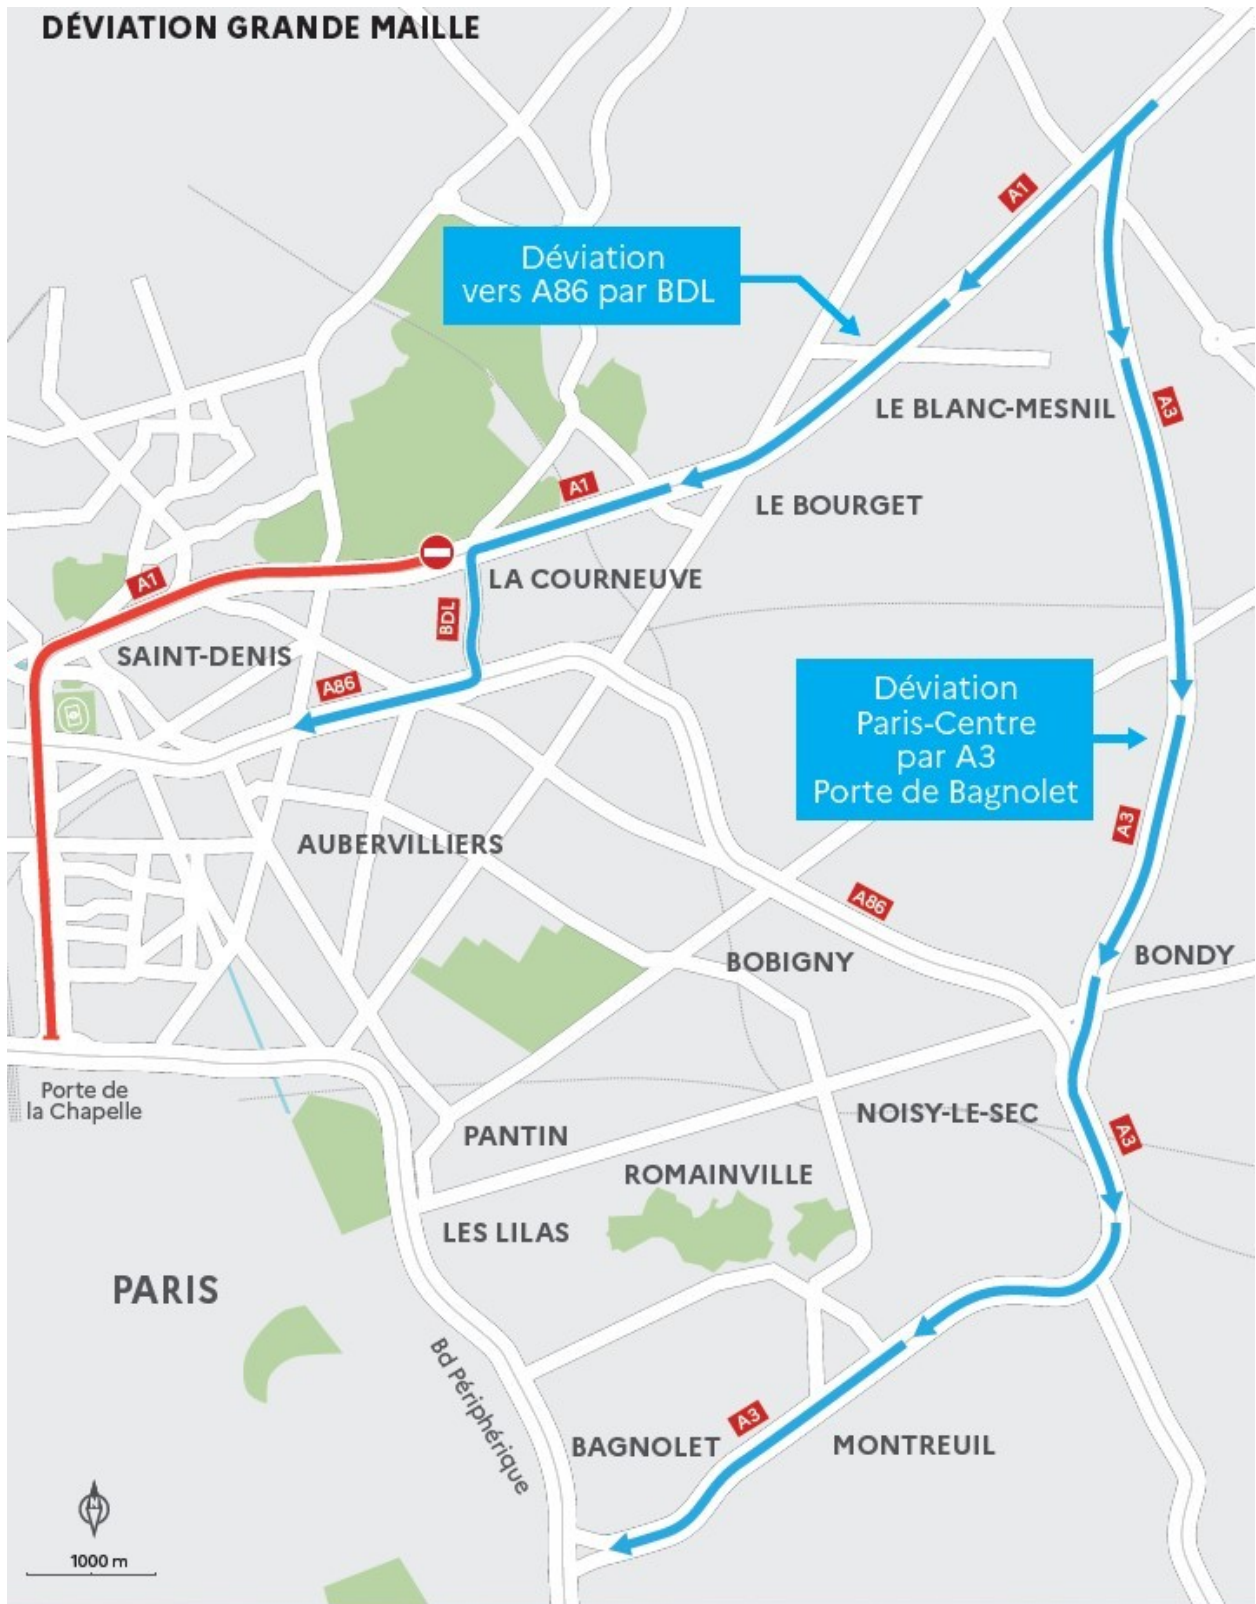 DÉVIATION GRANDE MAILLE
A1
Déviation
vers A86 par BDL
A3
LE BLANC-MESNIL
A1
LE BOURGET
A1
LA COURNEUVE
BDL
SAINT-DENIS
A86
Déviation
Paris-Centre
par A3
Porte de Bagnolet
A3
AUBERVILLIERS
A86
BONDY
BOBIGNY
Porte de
la Chapelle
NOISY-LE-SEC
A3
PANTIN
ROMAINVILLE
LES LILAS
PARIS
Bd Périphérique
A3
BAGNOLET
MONTREUIL
N
1000 m